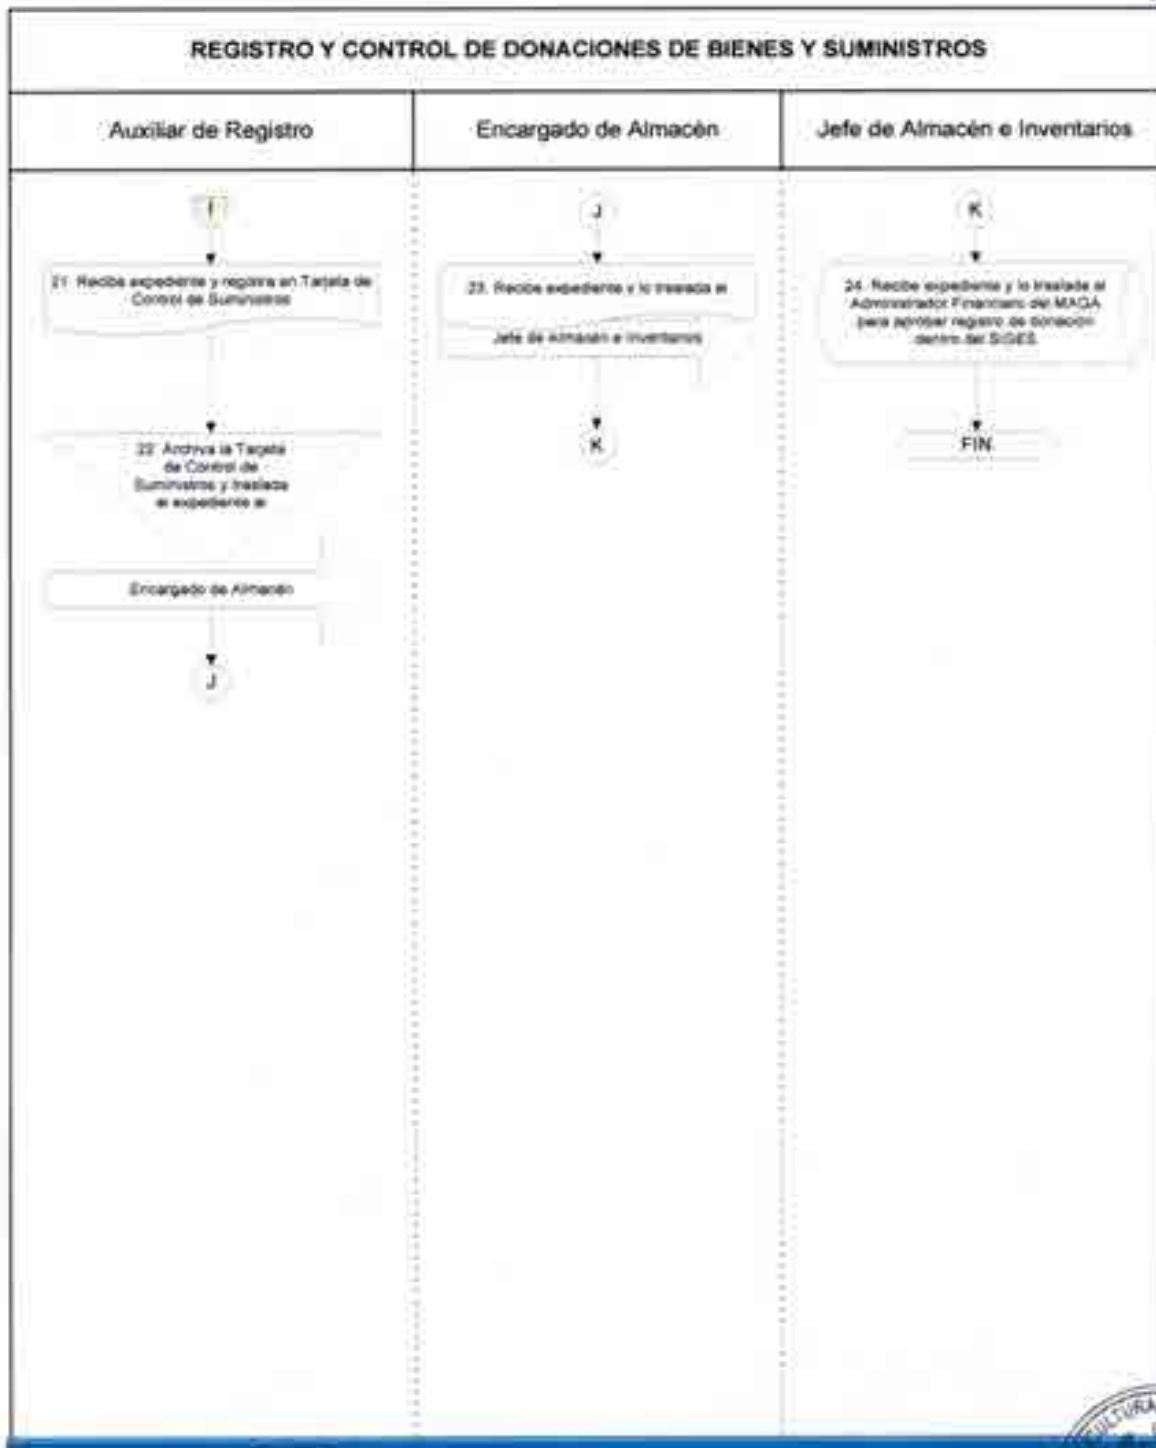 REGISTRO Y CONTROL DE DONACIONES DE BIENES Y SUMINISTROS
Auxiliar de Registro
Encargado de Almacén
Jefe de Almacén e Inventarios
I
21. Recibe expediente y registra en Tarjeta de
Control de Suministros
22. Archiva la Tarjeta
de Control de
Suministros y traslada
el expediente al
Encargado de Almacén
J
J
23. Recibe expediente y lo traslada al
Jefe de Almacén e Inventarios
K
K
24. Recibe expediente y lo traslada al
Administrador Financiero del MAGA
para aprobar registro de donación
dentro del SIGES
FIN